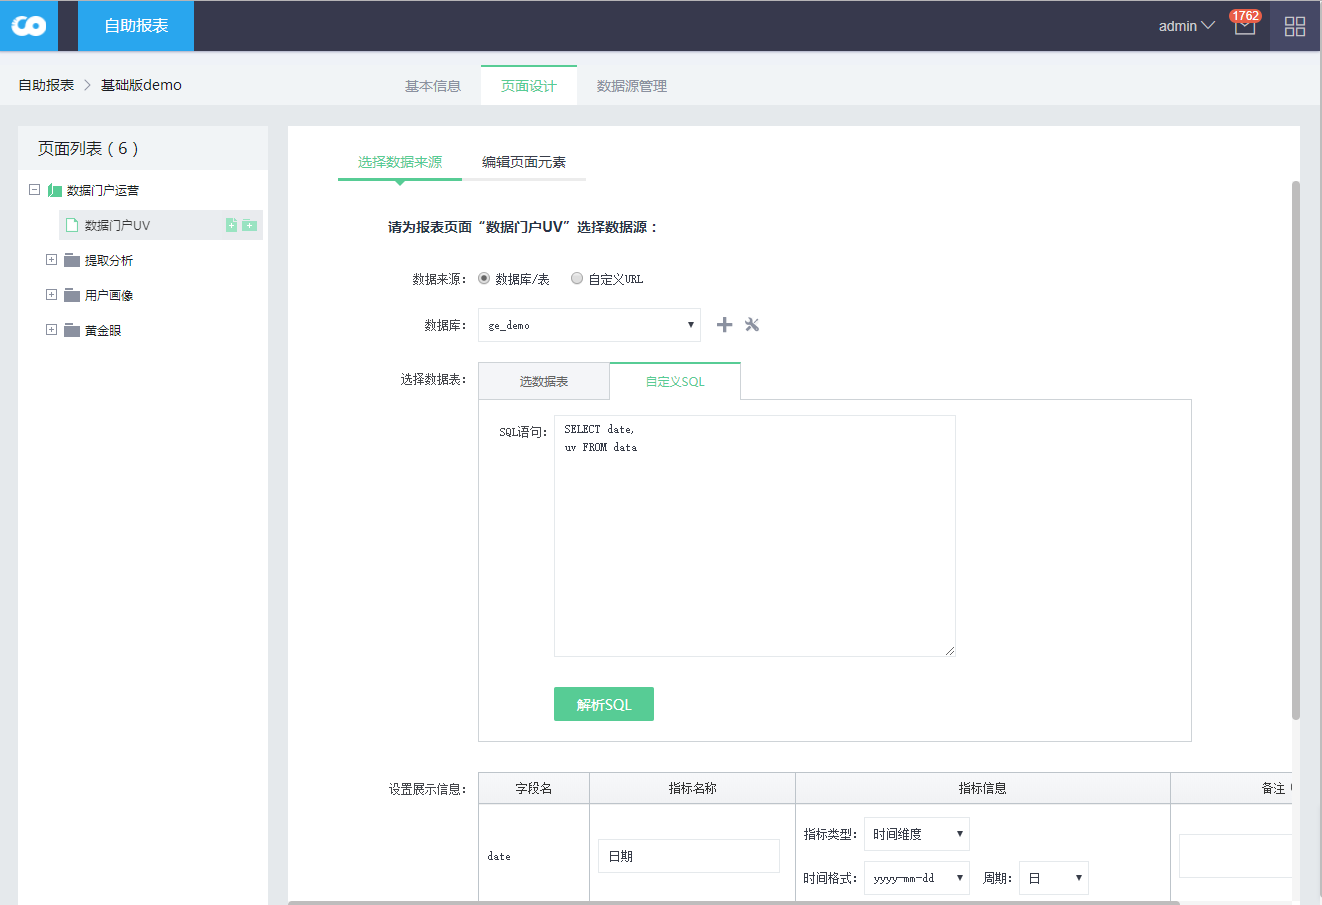 自助报表
admin
1762
自助报表 > 基础版demo
基本信息
页面设计
数据源管理
页面列表 ( 6 )
数据门户运营
数据门户UV
提取分析
用户画像
黄金眼
选择数据来源
编辑页面元素
请为报表页面“数据门户UV”选择数据源：
数据来源： 数据库/表 自定义URL
数据库： ge_demo
选择数据表： 选数据表 自定义SQL
SQL语句： SELECT date,
uv FROM data
解析SQL
设置展示信息： 字段名 指标名称 指标信息 备注
date 日期 指标类型： 时间维度
时间格式： yyyy-mm-dd 周期： 日